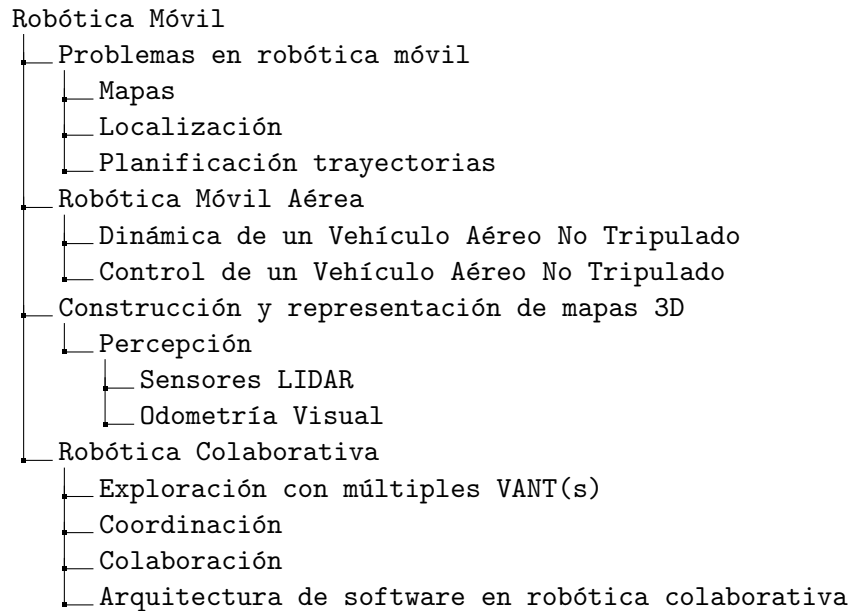 Robótica Móvil
Problemas en robótica móvil
Mapas
Localización
Planificación trayectorias
Robótica Móvil Aérea
Dinámica de un Vehículo Aéreo No Tripulado
Control de un Vehículo Aéreo No Tripulado
Construcción y representación de mapas 3D
Percepción
Sensores LIDAR
Odometría Visual
Robótica Colaborativa
Exploración con múltiples VANT(s)
Coordinación
Colaboración
Arquitectura de software en robótica colaborativa